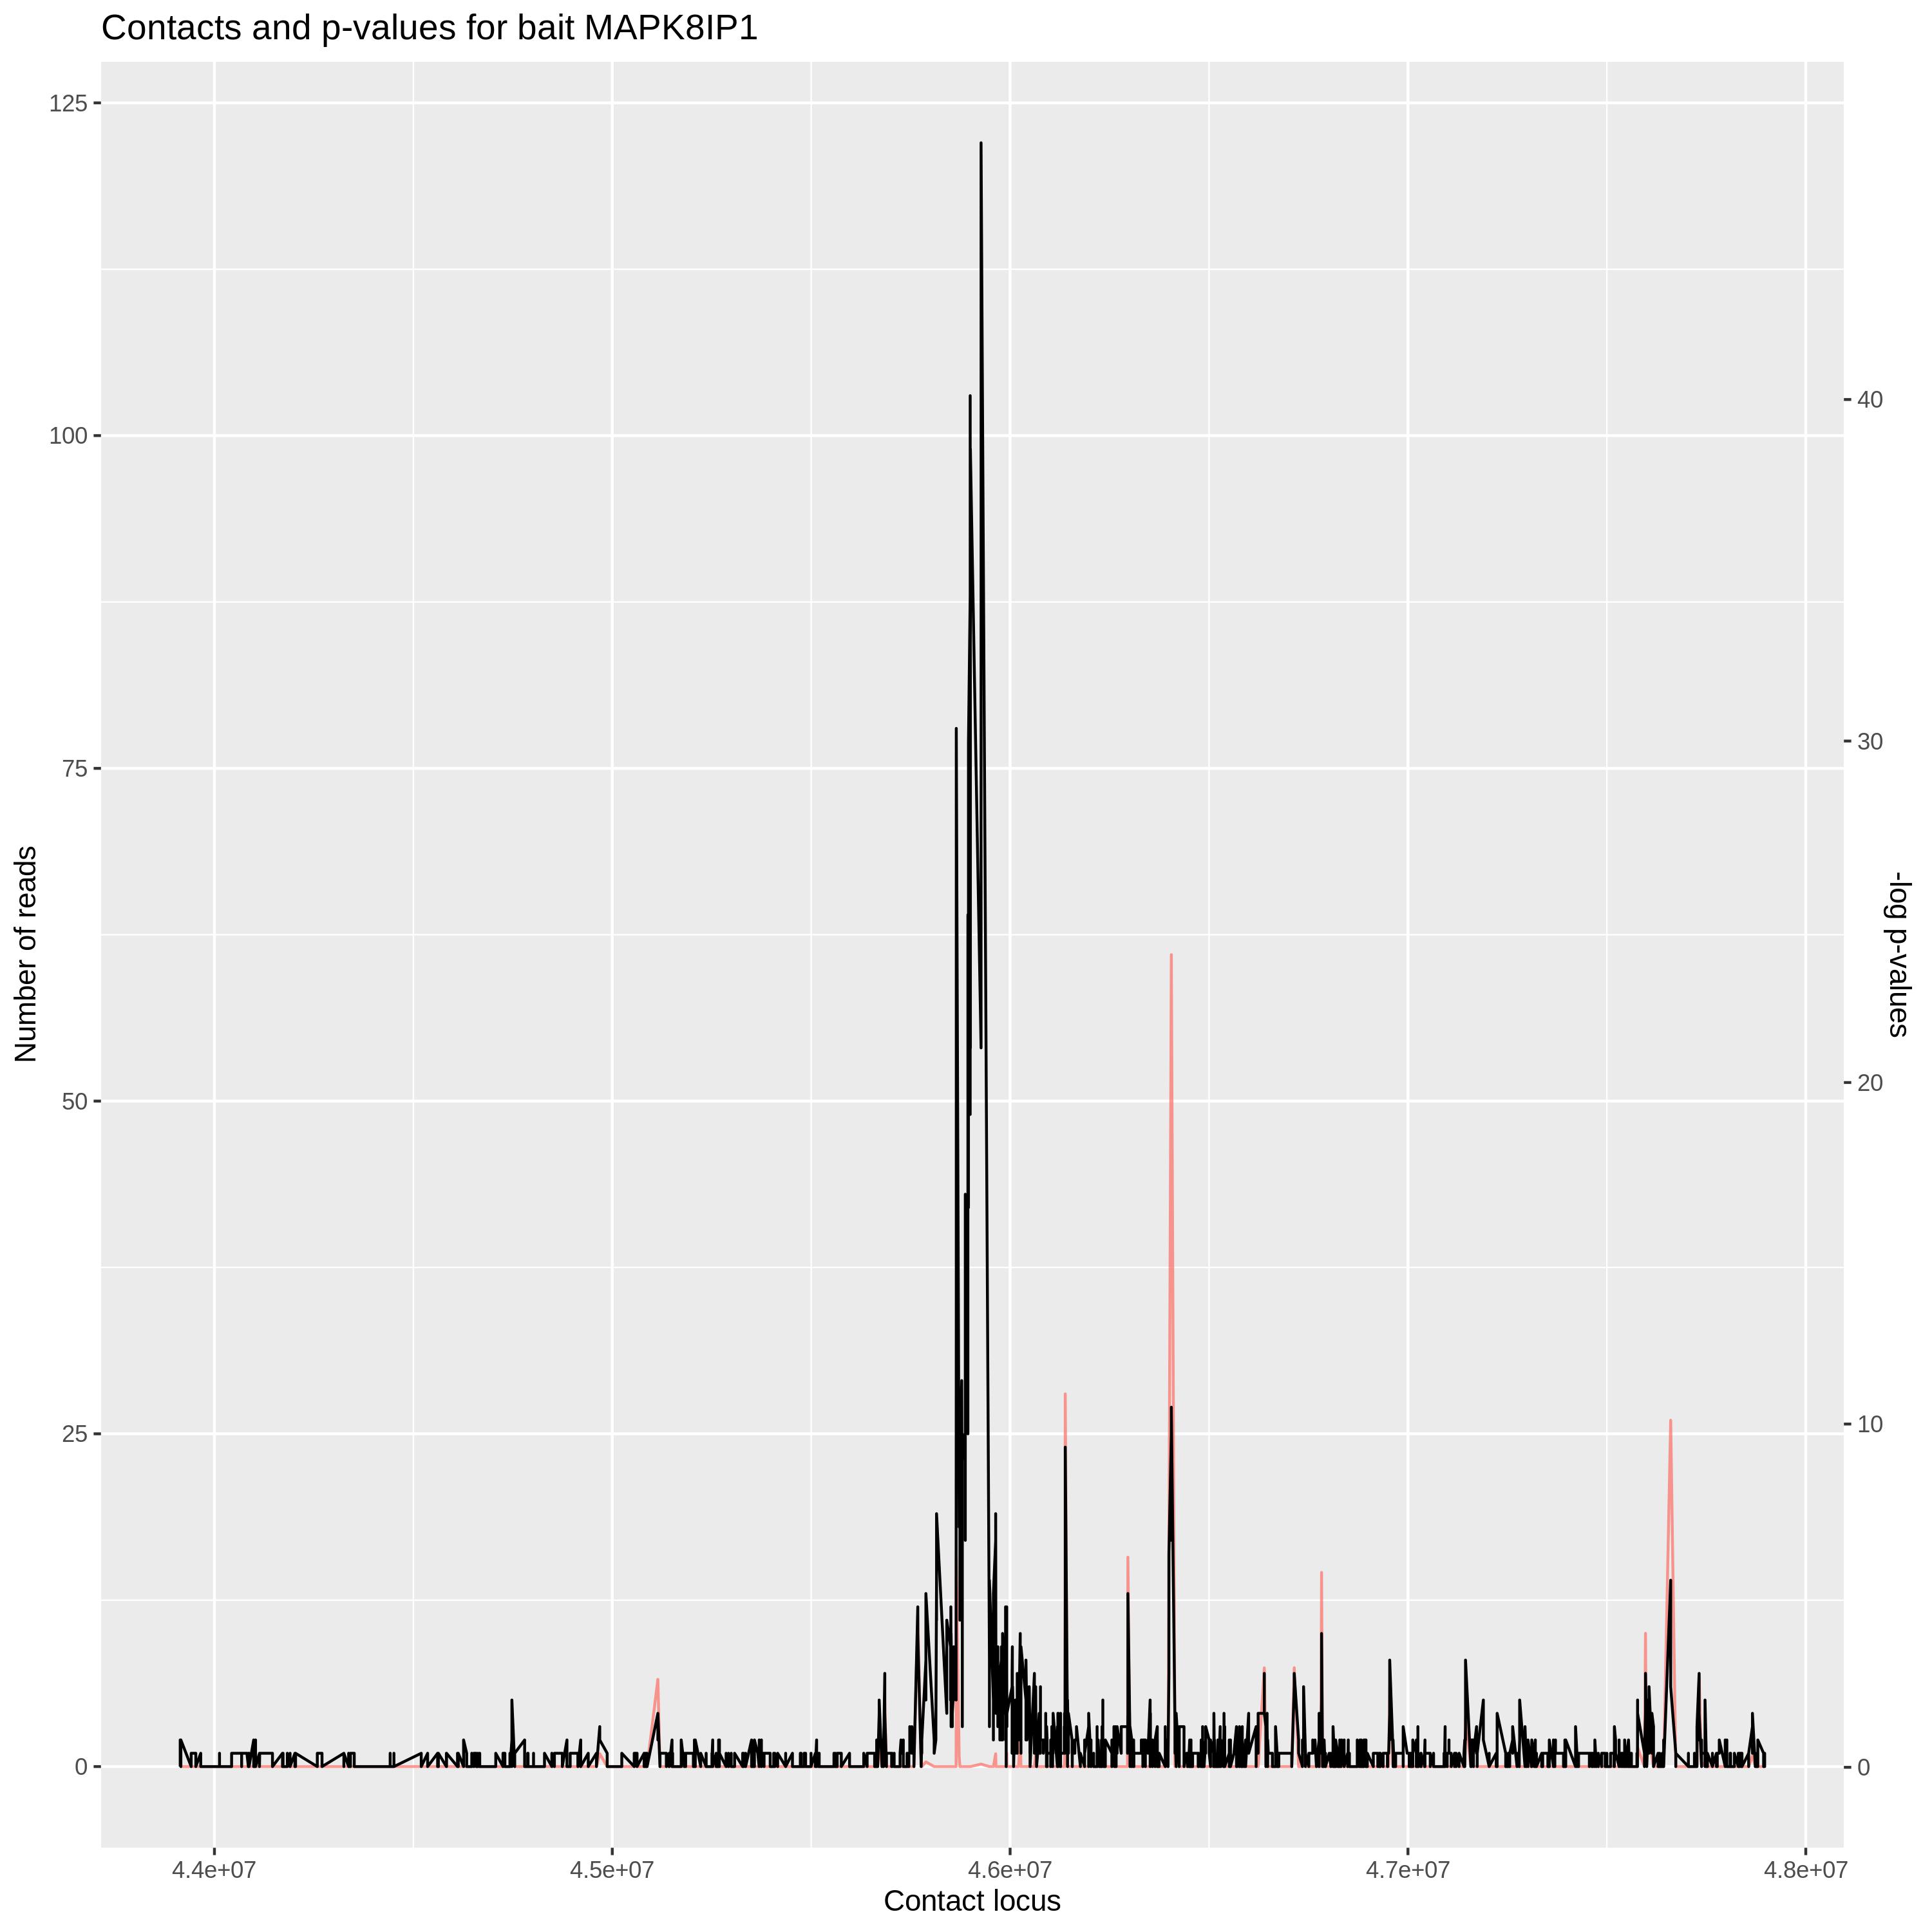 Contacts and p-values for bait MAPK8IP1
125
100
75
50
25
0
Number of reads
40
30
20
10
0
-log p-values
4.4e+07
4.5e+07
4.6e+07
4.7e+07
4.8e+07
Contact locus